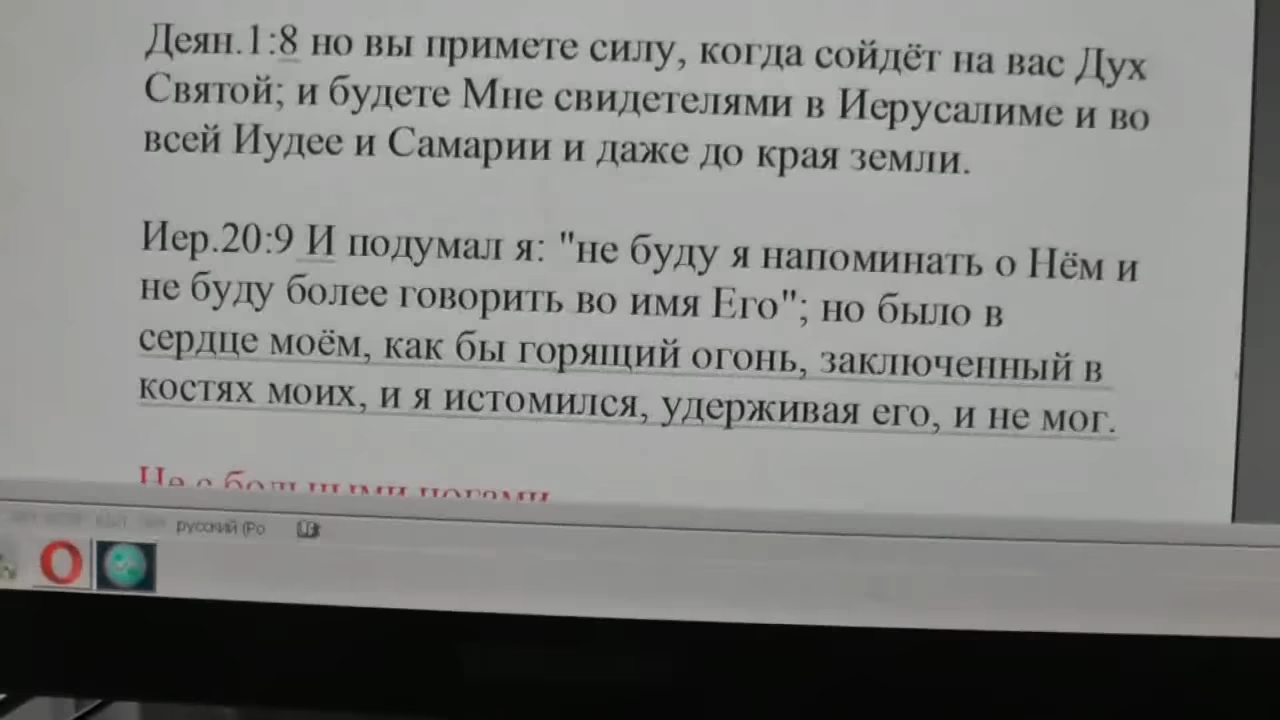 Деян.1:8 но вы примете силу, когда сойдёт на вас Дух
Святой; и будете Мне свидетелями в Иерусалиме и во
всей Иудее и Самарии и даже до края земли.
Иер.20:9 И подумал я: "не буду я напоминать о Нём и
не буду более говорить во имя Его"; но было в
сердце моём, как бы горящий огонь, заключенный в
костях моих, и я истомился, удерживая его, и не мог.
русский (Ро